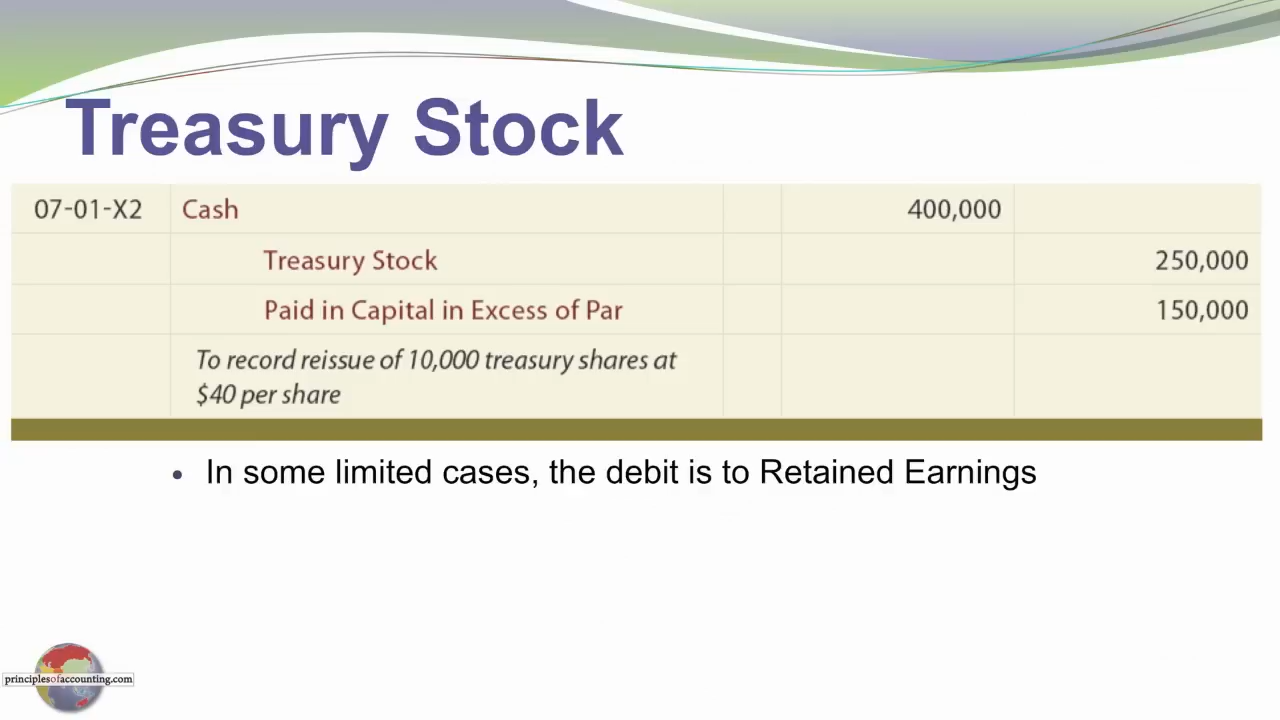 Treasury Stock
07-01-X2 Cash 400,000
Treasury Stock 250,000
Paid in Capital in Excess of Par 150,000
To record reissue of 10,000 treasury shares at
$40 per share
• In some limited cases, the debit is to Retained Earnings
principlesofaccounting.com